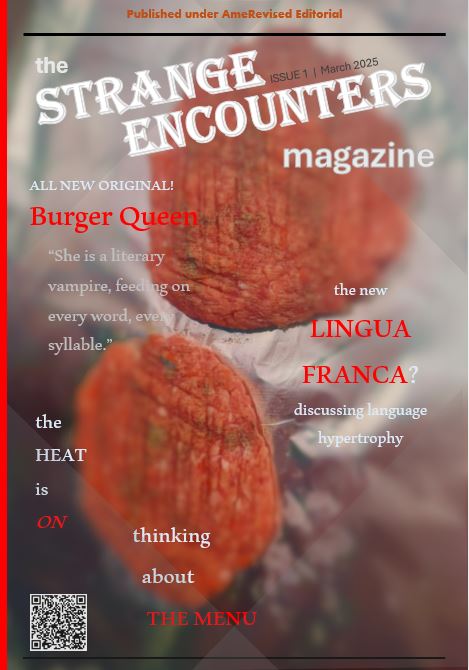 Published under AmeRevised Editorial
the
STRANGE
ISSUE 1 | March 2025
ENCOUNTERS
magazine
ALL NEW ORIGINAL!
Burger Queen
“She is a literary
vampire, feeding on
every word, every
syllable.”
the new
LINGUA
FRANCA?
discussing language
hypertrophy
the
HEAT
is
ON
thinking
about
THE MENU